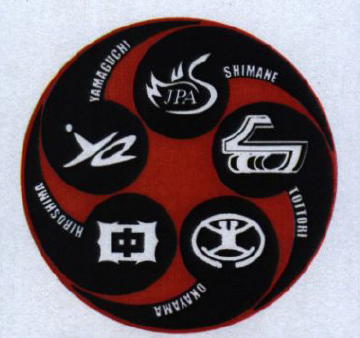 YAMAGUCHI
SHIMANE
TOTTORI
OKAYAMA
HIROSHIMA
JPA
中